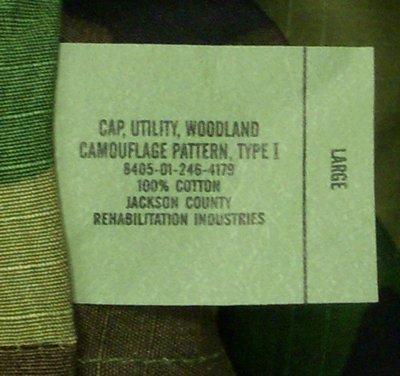 CAP, UTILITY, WOODLAND
CAMOUFLAGE PATTERN, TYPE I
8405-01-246-4179
100% COTTON
JACKSON COUNTY
REHABILITATION INDUSTRIES
LARGE